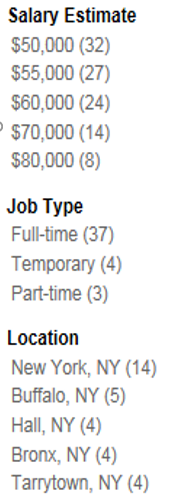 Salary Estimate
$50,000 (32)
$55,000 (27)
$60,000 (24)
$70,000 (14)
$80,000 (8)
Job Type
Full-time (37)
Temporary (4)
Part-time (3)
Location
New York, NY (14)
Buffalo, NY (5)
Hall, NY (4)
Bronx, NY (4)
Tarrytown, NY (4)